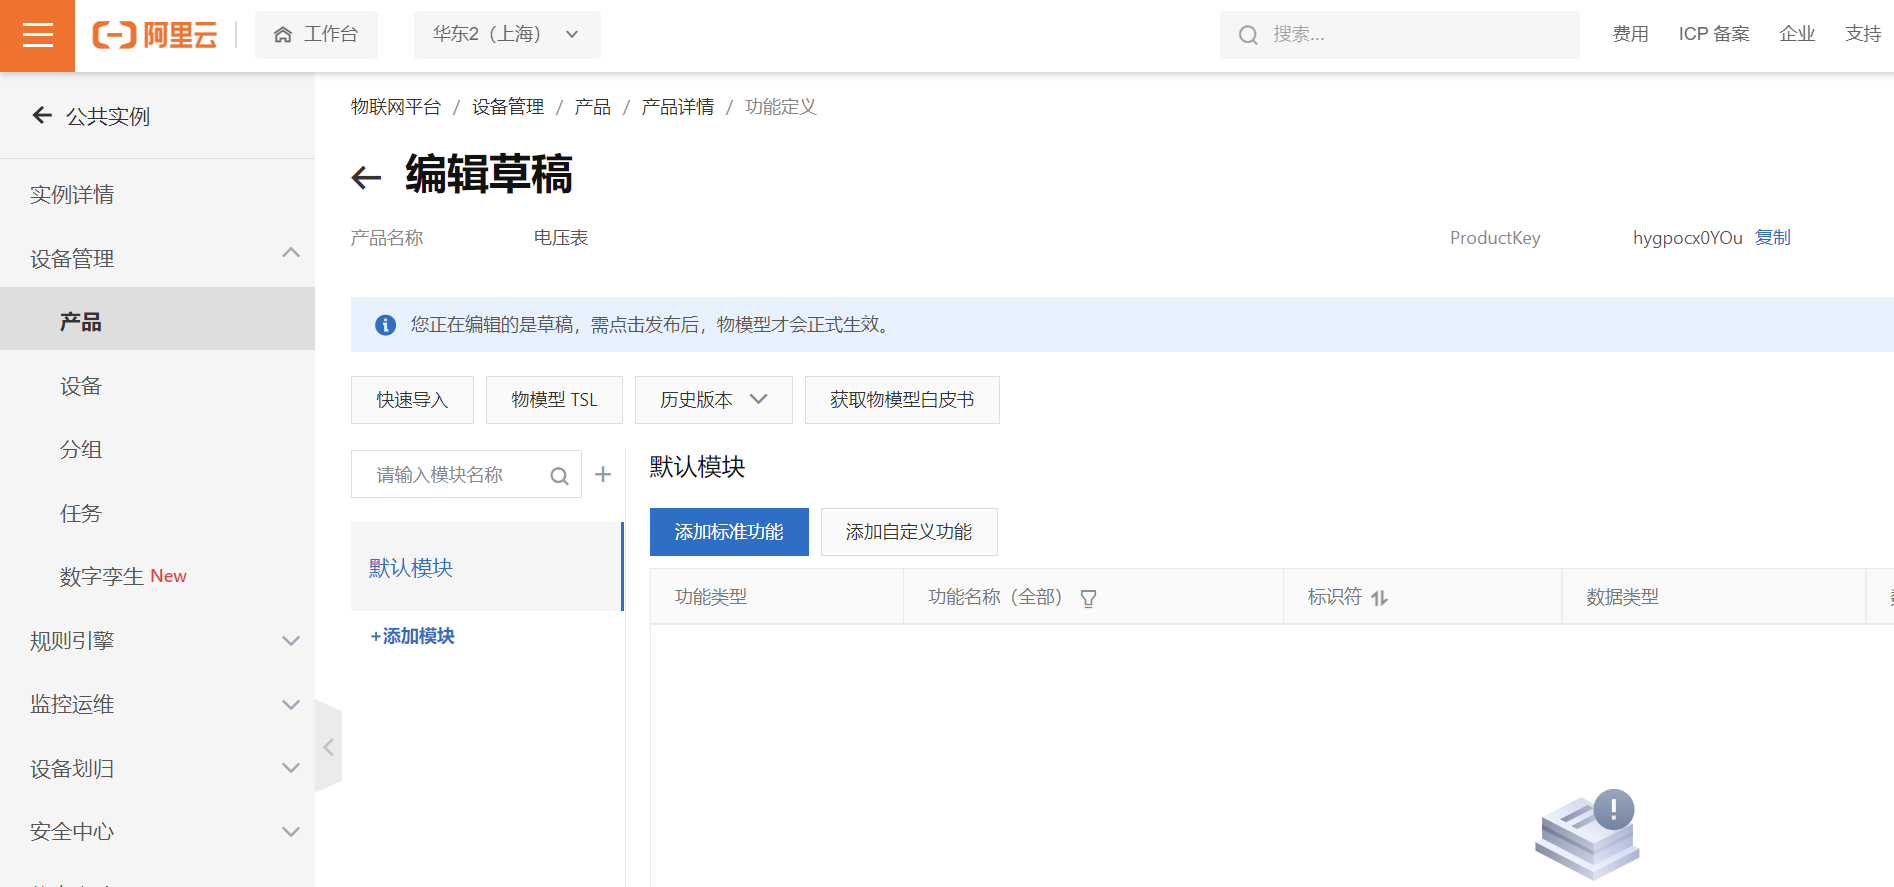 阿里云
工作台
华东2（上海）
搜索...
费用
ICP 备案
企业
支持
公共实例
实例详情
设备管理
产品
设备
分组
任务
数字孪生 New
规则引擎
监控运维
设备划归
安全中心
物联网平台 / 设备管理 / 产品 / 产品详情 / 功能定义
编辑草稿
产品名称 电压表
ProductKey hygpocx0YOu 复制
您正在编辑的是草稿，需点击发布后，物模型才会正式生效。
快速导入
物模型 TSL
历史版本
获取物模型白皮书
请输入模块名称
默认模块
+添加模块
默认模块
添加标准功能
添加自定义功能
功能类型
功能名称（全部）
标识符
数据类型